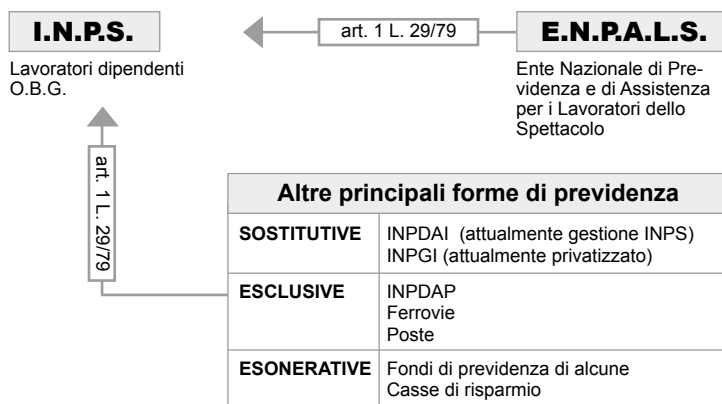 I.N.P.S.
art. 1 L. 29/79
E.N.P.A.L.S.
Lavoratori dipendenti
O.B.G.
Ente Nazionale di Pre-
videnza e di Assistenza
per i Lavoratori dello
Spettacolo
art. 1 L. 29/79
Altre principali forme di previdenza
SOSTITUTIVE
INPDAI (attualmente gestione INPS)
INPGI (attualmente privatizzato)
ESCLUSIVE
INPDAP
Ferrovie
Poste
ESONERATIVE
Fondi di previdenza di alcune
Casse di risparmio